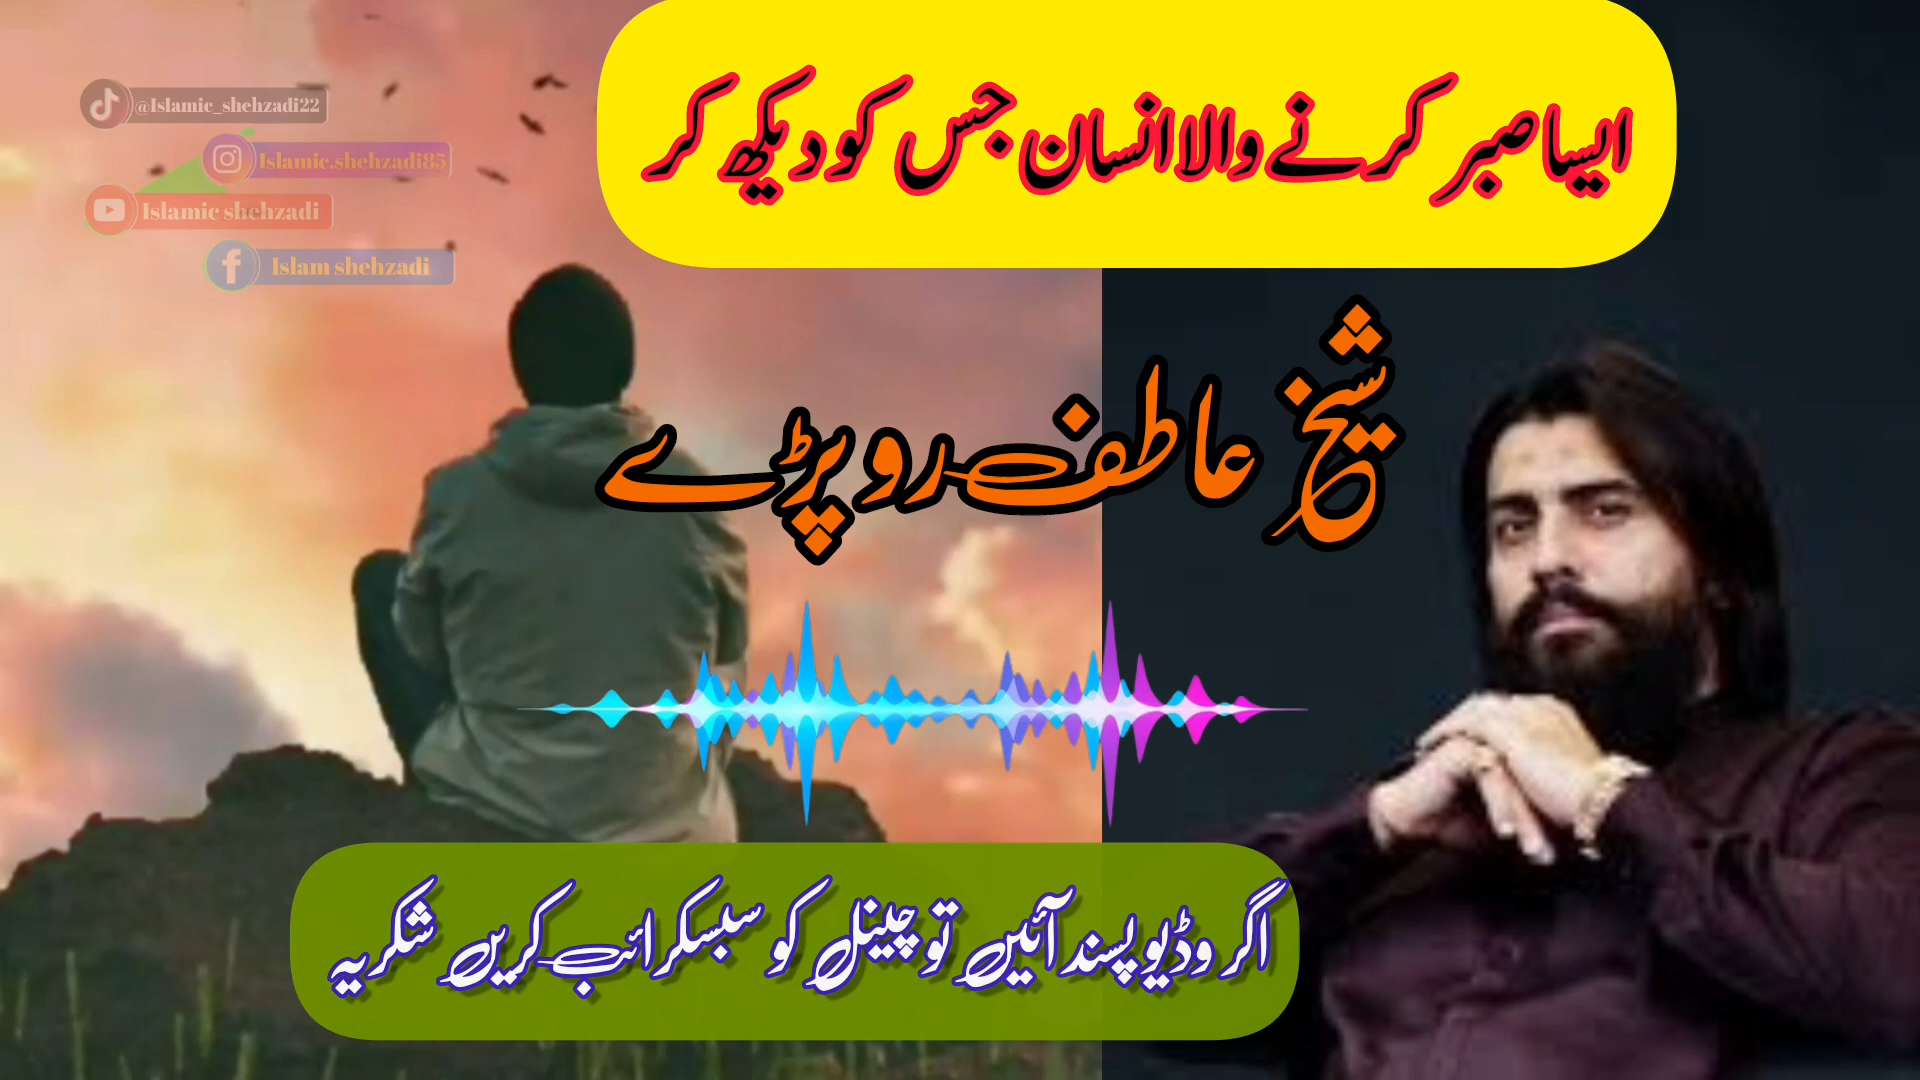 ایسا صبر کرنے والا انسان جس کو دیکھ کر
@Islamic_shehzadi22
Islamic.shehzadi85
Islamic shehzadi
Islam shehzadi
شیخ عاطف رو پڑے
اگر وڈیو پسند آئیں تو چینل کو سبسکرائب کریں شکریہ